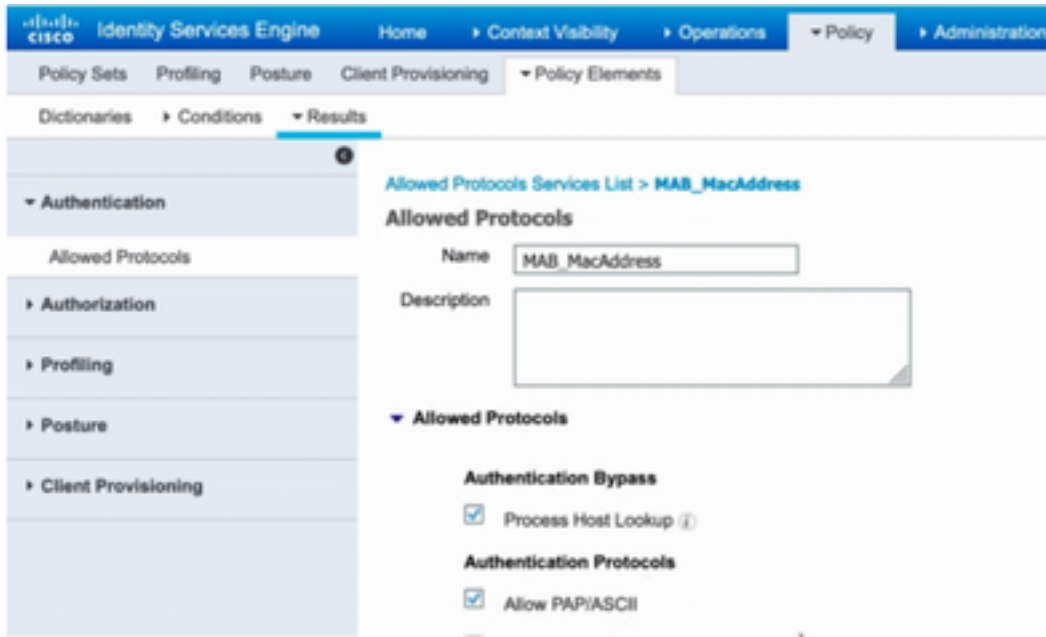 CISCO Identity Services Engine Home Context Visibility Operations Policy Administration
Policy Sets Profiling Posture Client Provisioning Policy Elements
Dictionaries Conditions Results
Authentication
Allowed Protocols
Authorization
Profiling
Posture
Client Provisioning
Allowed Protocols Services List > MAB_MacAddress
Allowed Protocols
Name MAB_MacAddress
Description
Allowed Protocols
Authentication Bypass
Process Host Lookup i
Authentication Protocols
Allow PAP/ASCII